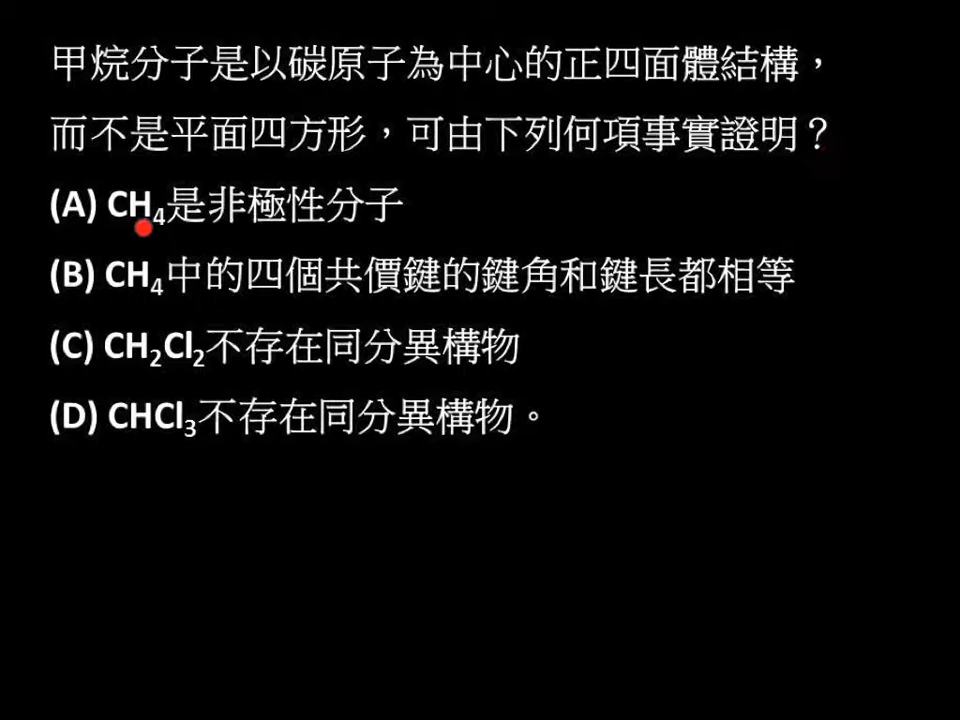 甲烷分子是以碳原子為中心的正四面體結構，
而不是平面四方形，可由下列何項事實證明？
(A) CH₄是非極性分子
(B) CH₄中的四個共價鍵的鍵角和鍵長都相等
(C) CH₂Cl₂不存在同分異構物
(D) CHCl₃不存在同分異構物。